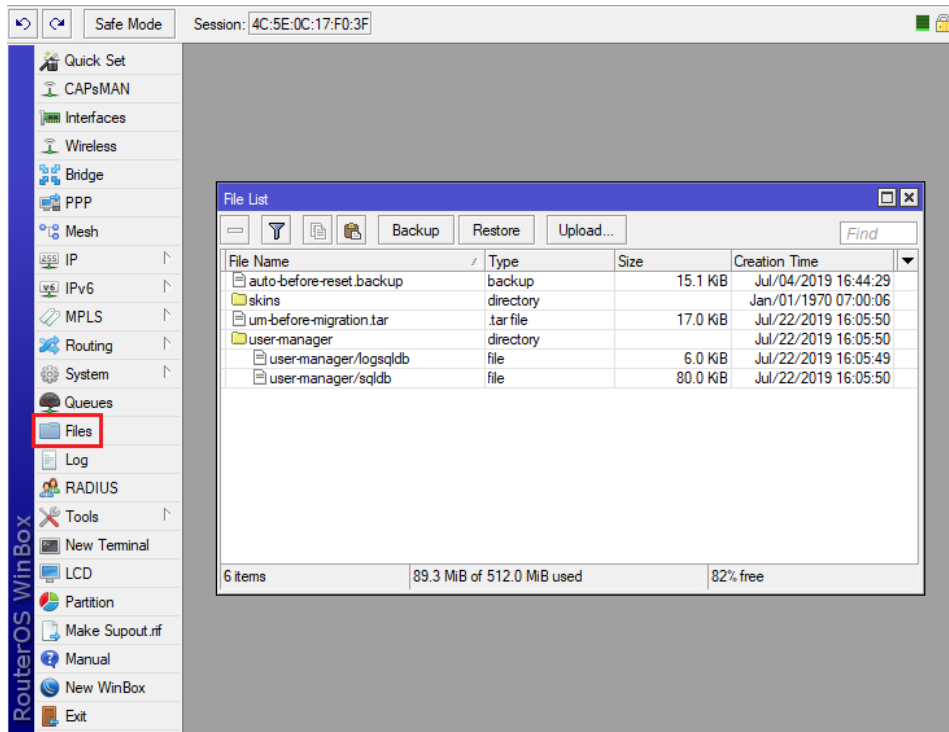 Safe Mode Session: 4C:5E:0C:17:F0:3F
RouterOS WinBox
Quick Set
CAPsMAN
Interfaces
Wireless
Bridge
PPP
Mesh
255 IP
v6 IPv6
MPLS
Routing
System
Queues
Files
Log
RADIUS
Tools
New Terminal
LCD
Partition
Make Supout.rif
Manual
New WinBox
Exit
File List
Backup Restore Upload... Find
File Name / Type Size Creation Time
auto-before-reset.backup backup 15.1 KiB Jul/04/2019 16:44:29
skins directory Jan/01/1970 07:00:06
um-before-migration.tar .tar file 17.0 KiB Jul/22/2019 16:05:50
user-manager directory Jul/22/2019 16:05:50
user-manager/logsqldb file 6.0 KiB Jul/22/2019 16:05:49
user-manager/sqldb file 80.0 KiB Jul/22/2019 16:05:50
6 items 89.3 MiB of 512.0 MiB used 82% free